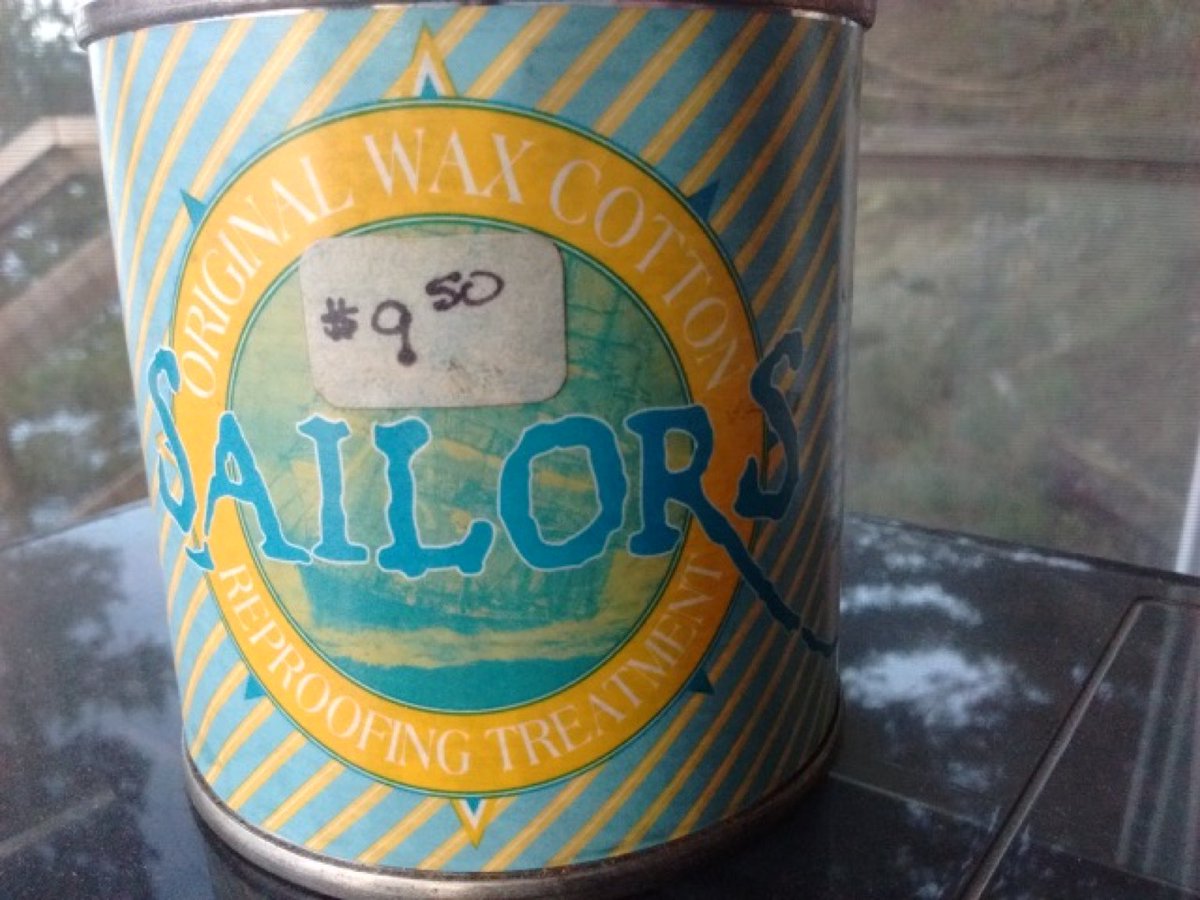 ORIGINAL WAX COTTON
$9 50
SAILORS
REPROOFING TREATMENT